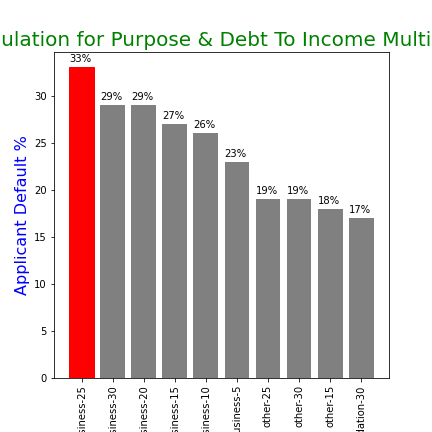 ulation for Purpose & Debt To Income Multi
33%
29%
29%
27%
26%
23%
19%
19%
18%
17%
30
25
20
15
10
5
0
Applicant Default %
siness-25
siness-30
siness-20
siness-15
siness-10
usiness-5
other-25
other-30
other-15
dation-30